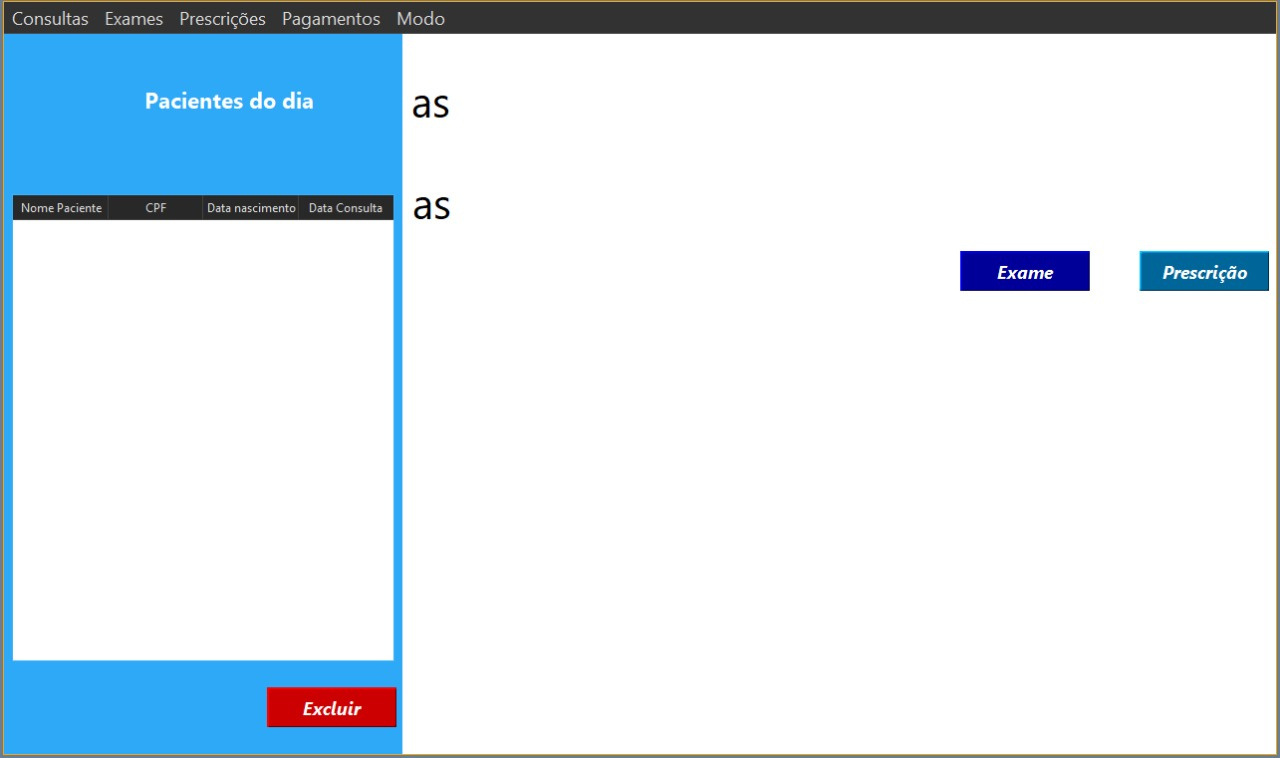 Consultas Exames Prescrições Pagamentos Modo
Pacientes do dia
as
as
Nome Paciente CPF Data nascimento Data Consulta
Exame Prescrição
Excluir